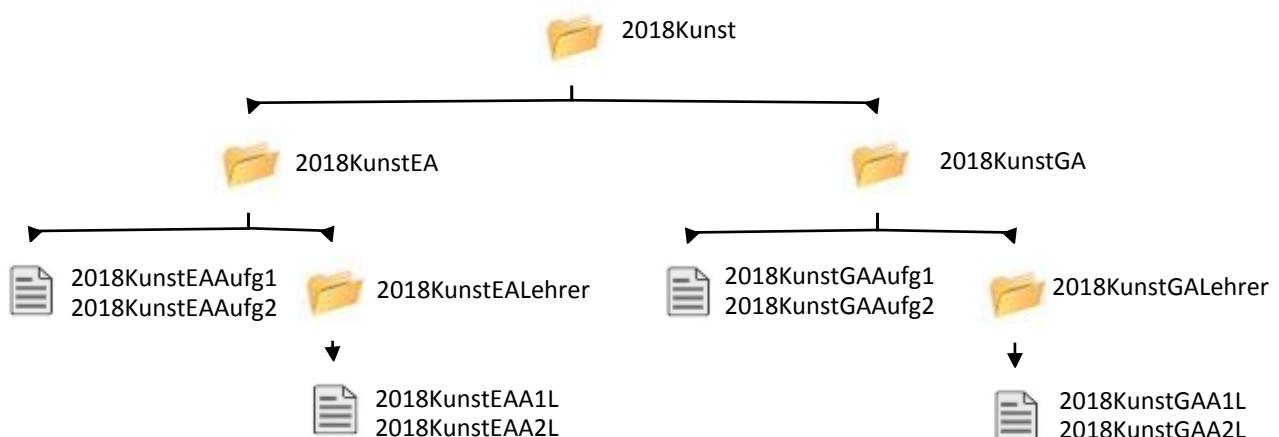 2018Kunst
2018KunstEA
2018KunstGA
2018KunstEAAufg1
2018KunstEAAufg2
2018KunstEALehrer
2018KunstGAAufg1
2018KunstGAAufg2
2018KunstGALehrer
2018KunstEAA1L
2018KunstEAA2L
2018KunstGAA1L
2018KunstGAA2L